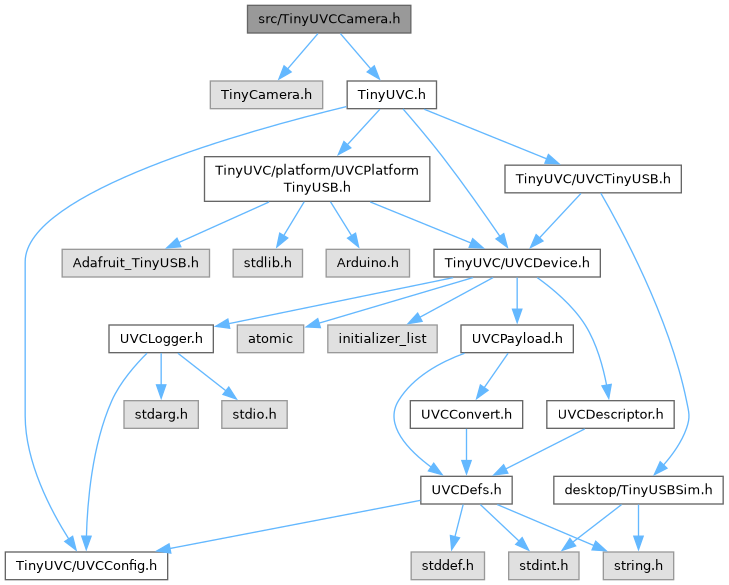 src/TinyUVCCamera.h
TinyCamera.h
TinyUVC.h
TinyUVC/platform/UVCPlatform
TinyUSB.h
TinyUVC/UVCTinyUSB.h
Adafruit_TinyUSB.h
stdlib.h
Arduino.h
TinyUVC/UVCDevice.h
UVCLogger.h
atomic
initializer_list
UVCPayload.h
stdarg.h
stdio.h
UVCConvert.h
UVCDescriptor.h
UVCDefs.h
desktop/TinyUSBSim.h
TinyUVC/UVCConfig.h
stddef.h
stdint.h
string.h